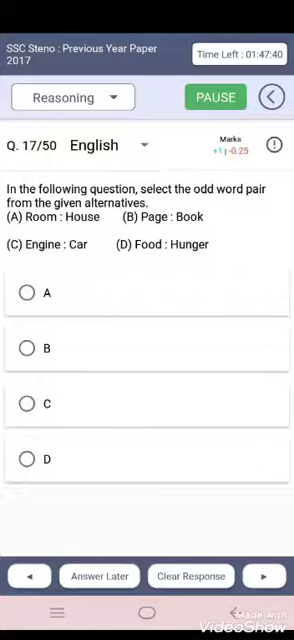 SSC Steno : Previous Year Paper
2017
Time Left : 01:47:40
Reasoning
PAUSE
Q. 17/50 English
Marks
+1 | -0.25
In the following question, select the odd word pair
from the given alternatives.
(A) Room : House (B) Page : Book
(C) Engine : Car (D) Food : Hunger
A
B
C
D
Answer Later
Clear Response
Made with
VideoShow